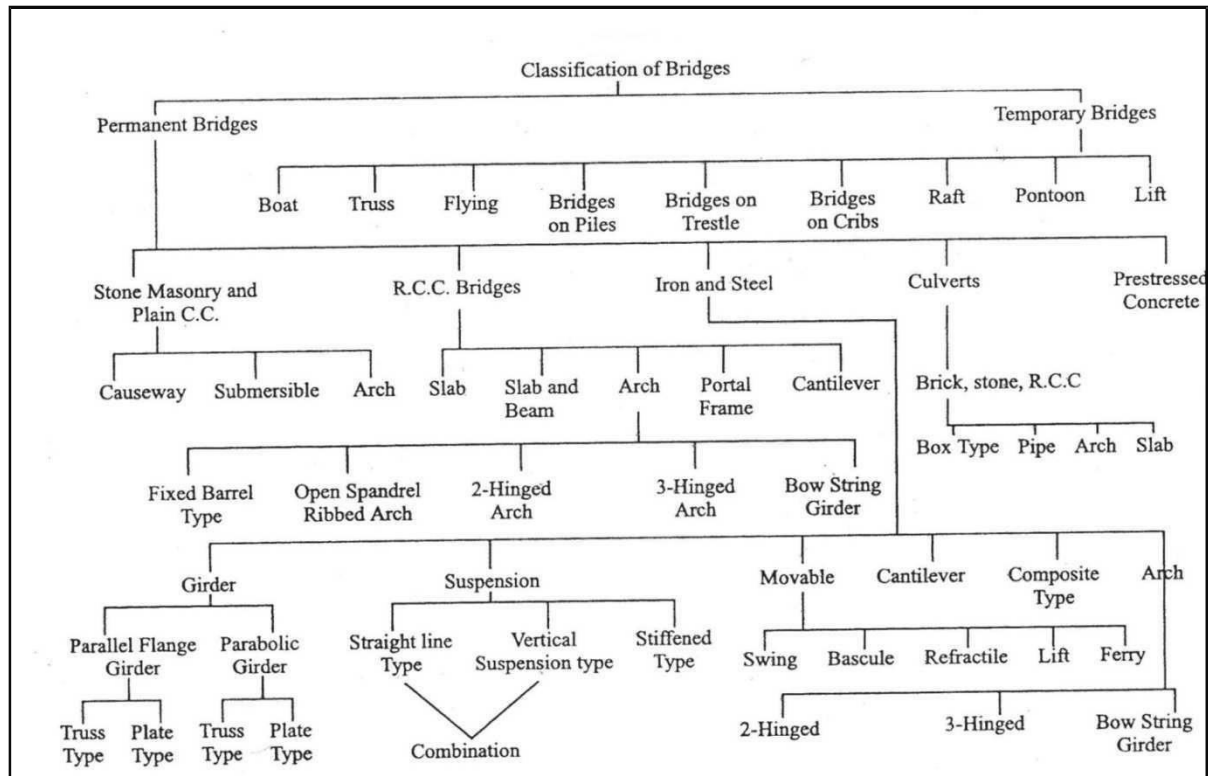 Classification of Bridges
Permanent Bridges
Temporary Bridges
Boat
Truss
Flying
Bridges
on Piles
Bridges on
Trestle
Bridges
on Cribs
Raft
Pontoon
Lift
Stone Masonry and
Plain C.C.
R.C.C. Bridges
Iron and Steel
Culverts
Prestressed
Concrete
Causeway
Submersible
Arch
Slab
Slab and
Beam
Arch
Portal
Frame
Cantilever
Brick, stone, R.C.C
Box Type
Pipe
Arch
Slab
Fixed Barrel
Type
Open Spandrel
Ribbed Arch
2-Hinged
Arch
3-Hinged
Arch
Bow String
Girder
Girder
Suspension
Movable
Cantilever
Composite
Type
Arch
Parallel Flange
Girder
Parabolic
Girder
Straight line
Type
Vertical
Suspension type
Stiffened
Type
Swing
Bascule
Refractile
Lift
Ferry
Truss
Type
Plate
Type
Truss
Type
Plate
Type
Combination
2-Hinged
3-Hinged
Bow String
Girder